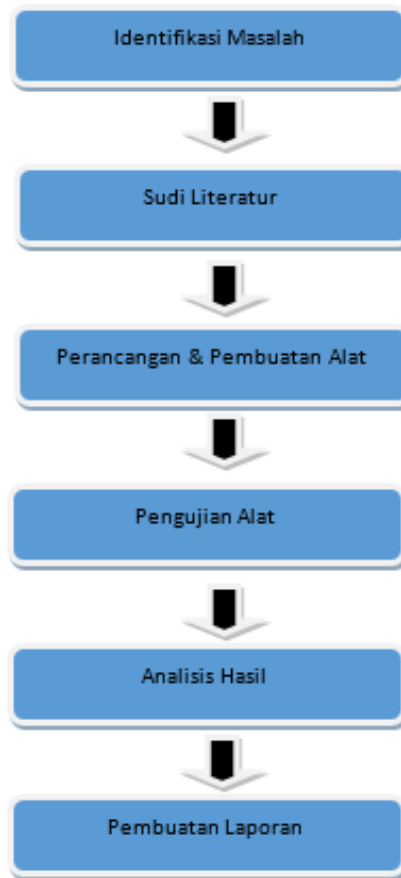 Identifikasi Masalah
Sudi Literatur
Perancangan & Pembuatan Alat
Pengujian Alat
Analisis Hasil
Pembuatan Laporan